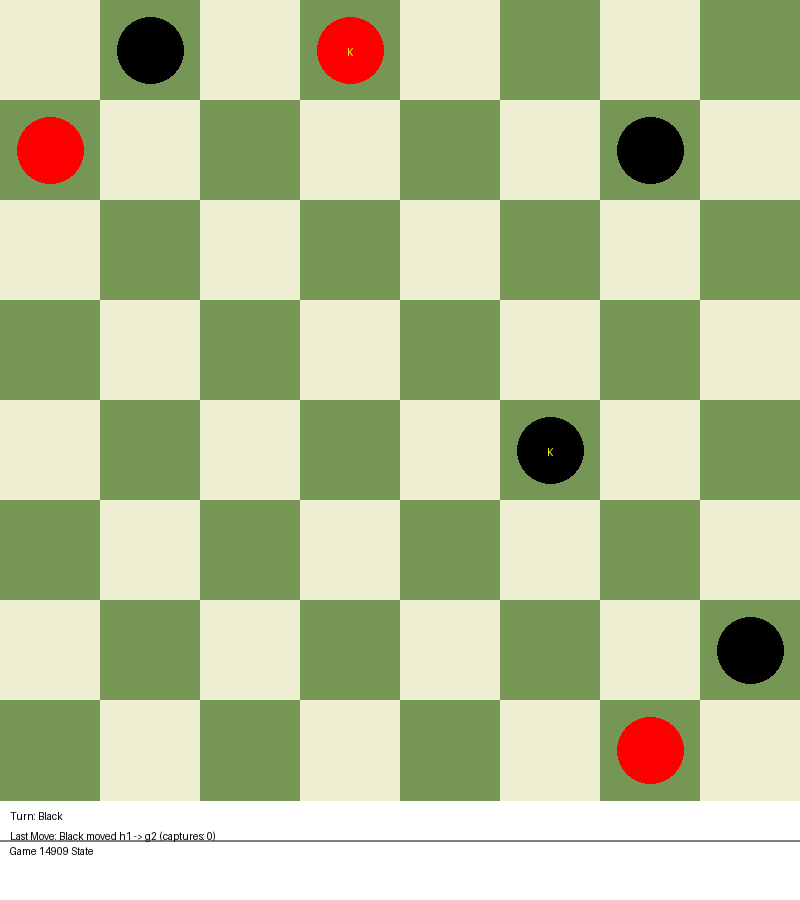 K
K
Turn: Black
Last Move: Black moved h1 -> g2 (captures: 0)
Game 14909 State